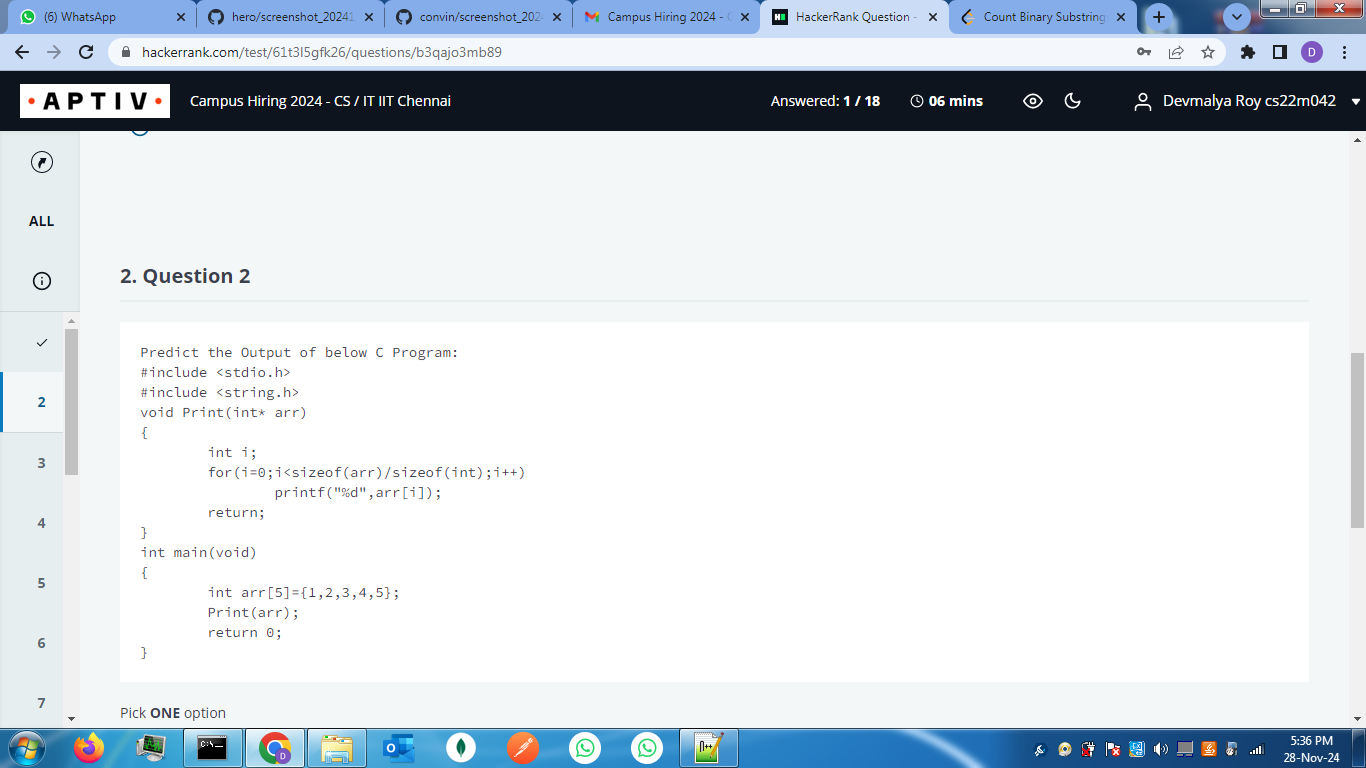 (6) WhatsApp
hero/screenshot_20241
convin/screenshot_202
Campus Hiring 2024 - C
HackerRank Question -
Count Binary Substring
hackerrank.com/test/61t3l5gfk26/questions/b3qajo3mb89
D
• APTIV •
Campus Hiring 2024 - CS / IT IIT Chennai
Answered: 1 / 18
06 mins
Devmalya Roy cs22m042
ALL
2
3
4
5
6
7
2. Question 2
Predict the Output of below C Program:
#include <stdio.h>
#include <string.h>
void Print(int* arr)
{
int i;
for(i=0;i<sizeof(arr)/sizeof(int);i++)
printf("%d",arr[i]);
return;
}
int main(void)
{
int arr[5]={1,2,3,4,5};
Print(arr);
return 0;
}
Pick ONE option
5:36 PM
28-Nov-24